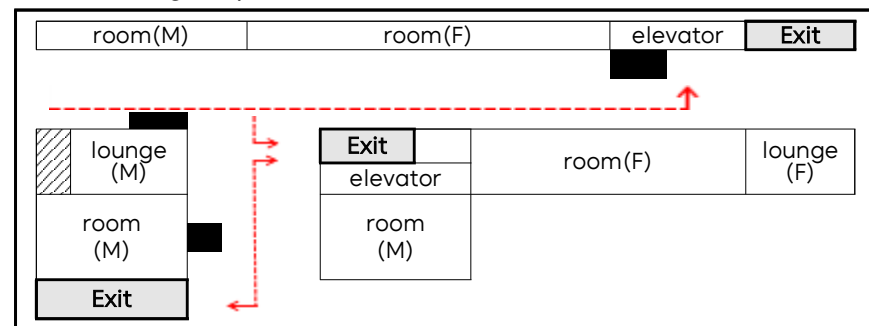 room(M) room(F) elevator Exit
lounge
(M)
Exit
elevator
room(F)
lounge
(F)
room
(M)
room
(M)
Exit